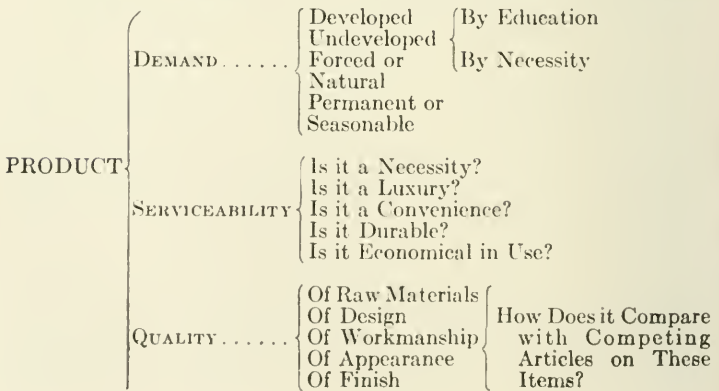 PRODUCT
DEMAND......
Developed
Undeveloped
Forced or
Natural
Permanent or
Seasonable
By Education
By Necessity
SERVICEABILITY
Is it a Necessity?
Is it a Luxury?
Is it a Convenience?
Is it Durable?
Is it Economical in Use?
QUALITY......
Of Raw Materials
Of Design
Of Workmanship
Of Appearance
Of Finish
How Does it Compare
with Competing
Articles on These
Items?